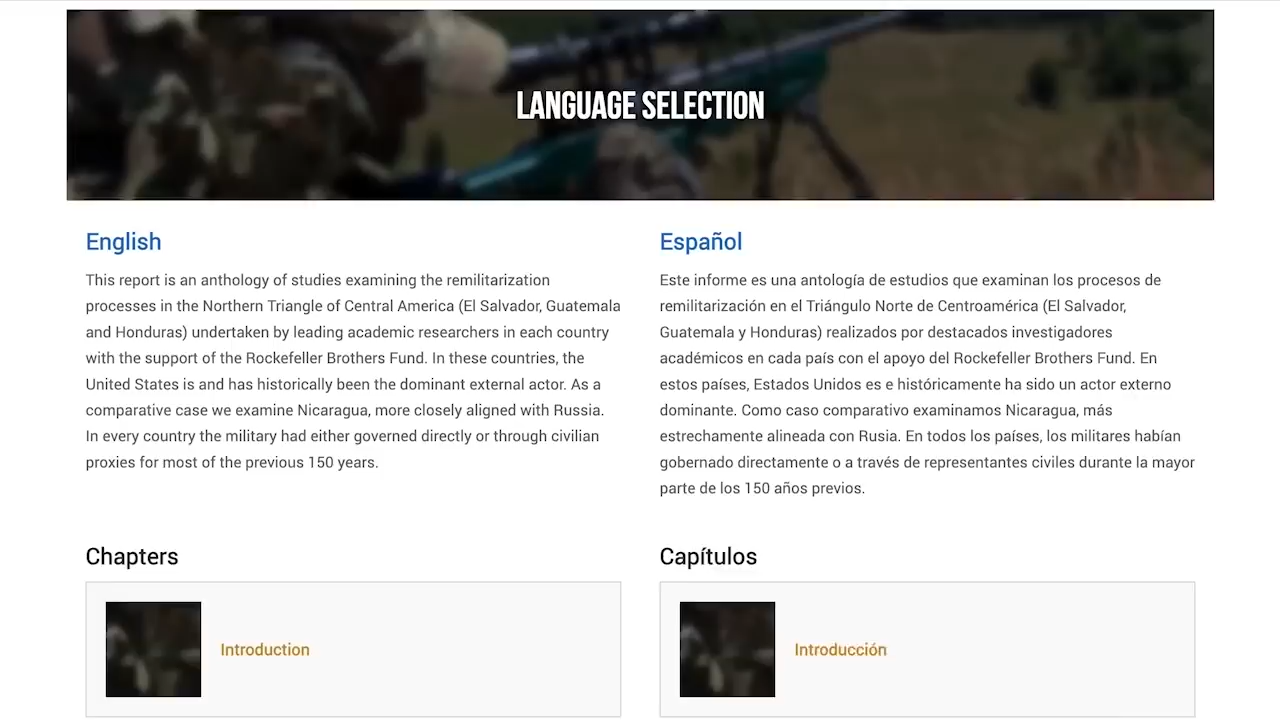 LANGUAGE SELECTION
English
This report is an anthology of studies examining the remilitarization
processes in the Northern Triangle of Central America (El Salvador, Guatemala
and Honduras) undertaken by leading academic researchers in each country
with the support of the Rockefeller Brothers Fund. In these countries, the
United States is and has historically been the dominant external actor. As a
comparative case we examine Nicaragua, more closely aligned with Russia.
In every country the military had either governed directly or through civilian
proxies for most of the previous 150 years.
Chapters
Introduction
Español
Este informe es una antología de estudios que examinan los procesos de
remilitarización en el Triángulo Norte de Centroamérica (El Salvador,
Guatemala y Honduras) realizados por destacados investigadores
académicos en cada país con el apoyo del Rockefeller Brothers Fund. En
estos países, Estados Unidos es e históricamente ha sido un actor externo
dominante. Como caso comparativo examinamos Nicaragua, más
estrechamente alineada con Rusia. En todos los países, los militares habían
gobernado directamente o a través de representantes civiles durante la mayor
parte de los 150 años previos.
Capítulos
Introducción